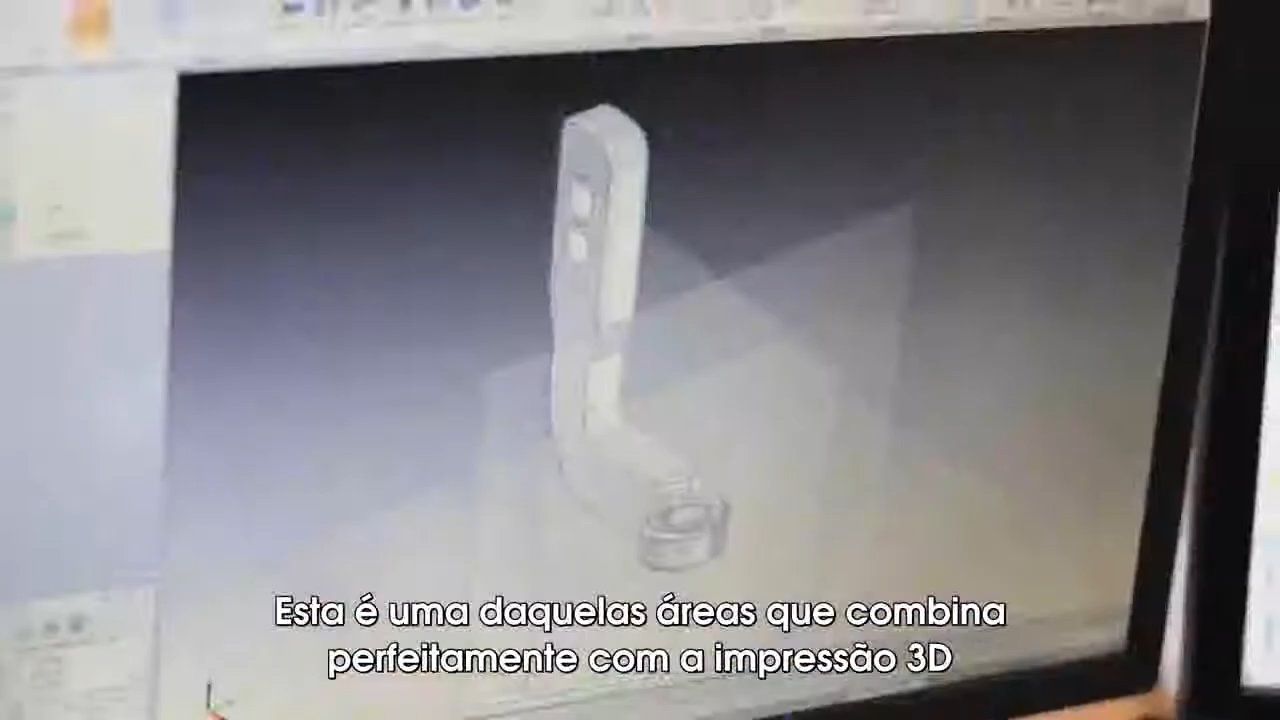 Esta é uma daquelas áreas que combina
perfeitamente com a impressão 3D